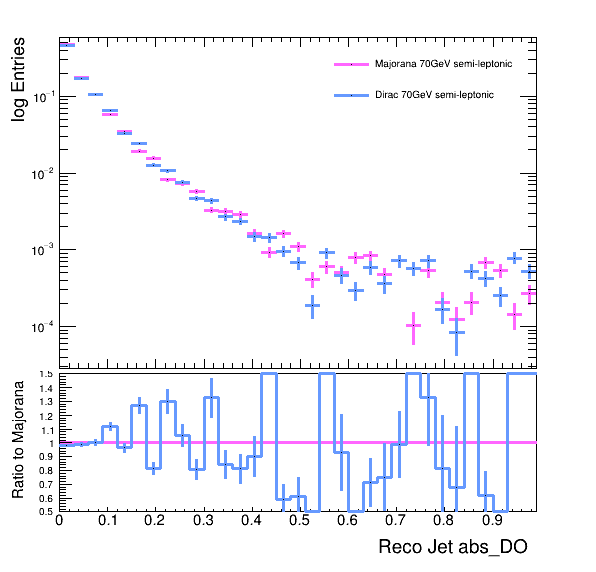 log Entries
Majorana 70GeV semi-leptonic
Dirac 70GeV semi-leptonic
10⁻¹
10⁻²
10⁻³
10⁻⁴
Ratio to Majorana
1.5
1.4
1.3
1.2
1.1
1
0.9
0.8
0.7
0.6
0.5
0 0.1 0.2 0.3 0.4 0.5 0.6 0.7 0.8 0.9
Reco Jet abs_DO